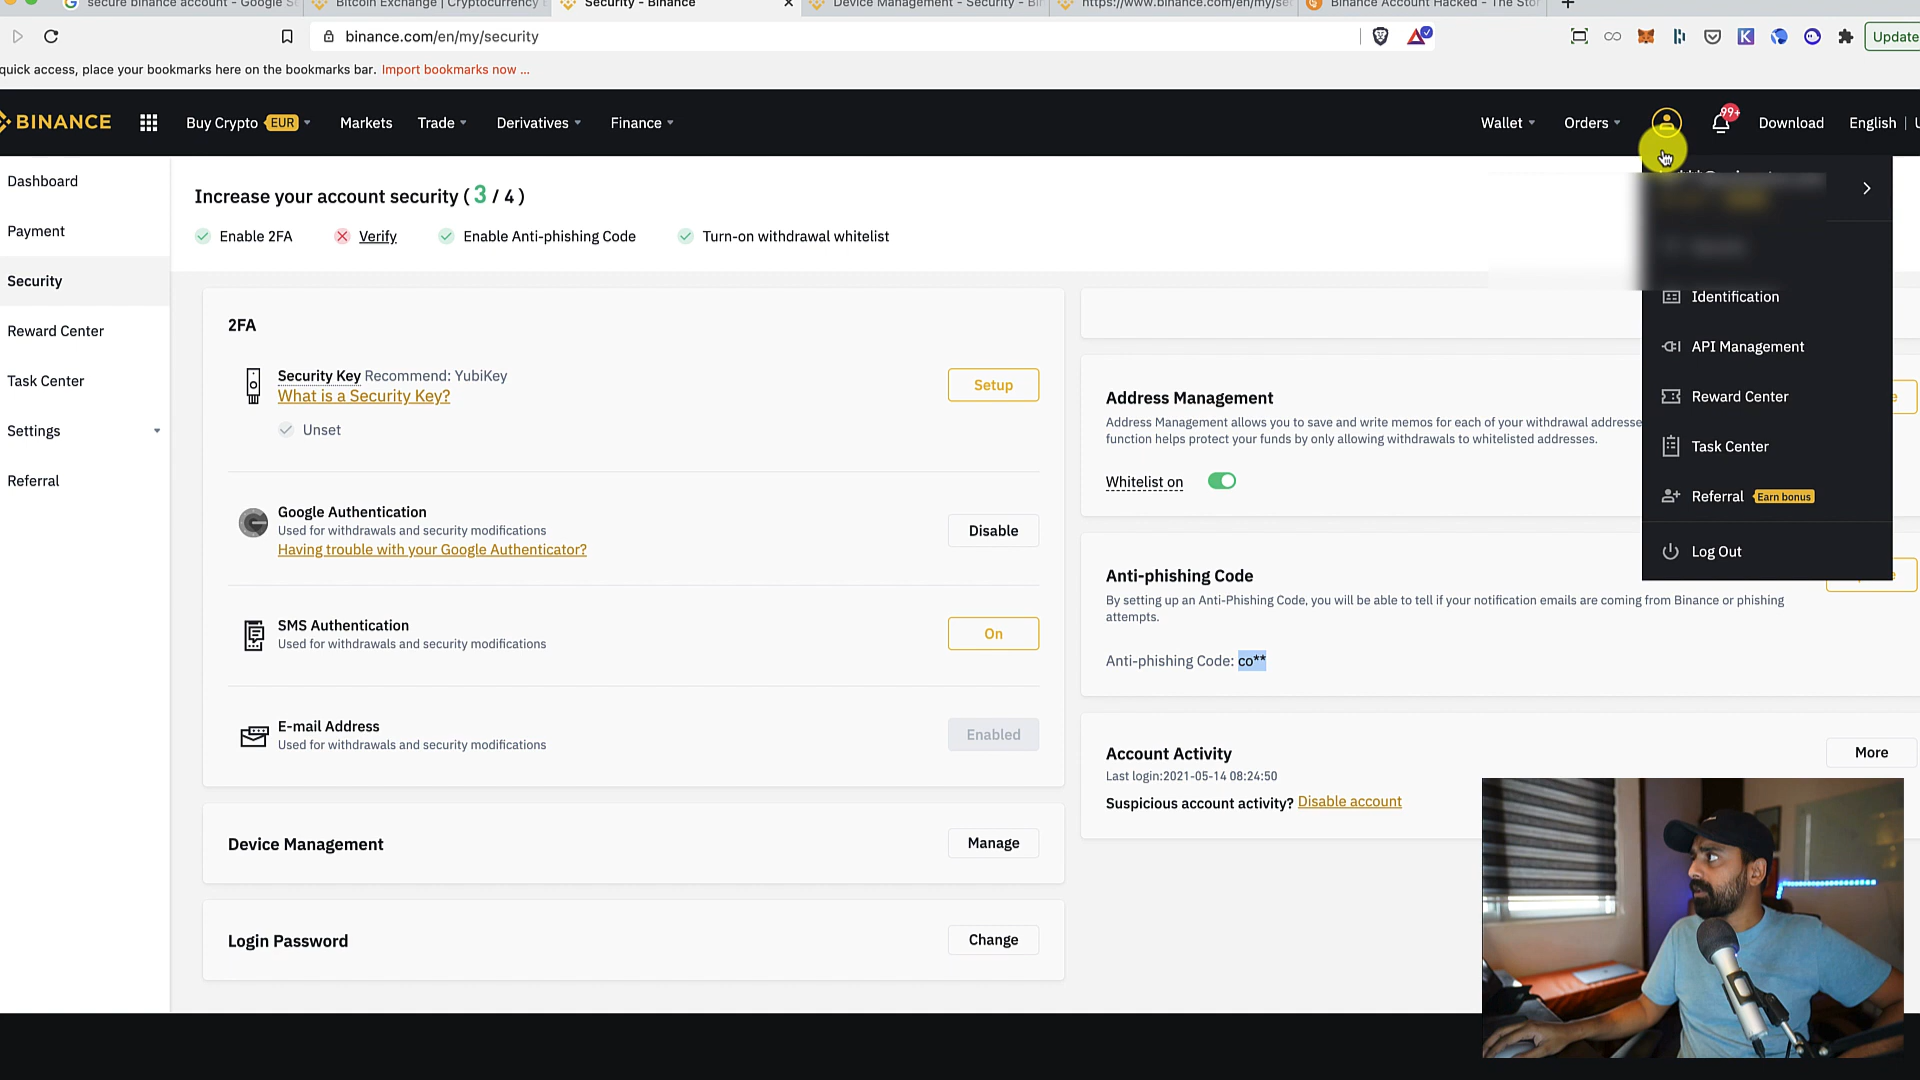 secure binance account - Google Se
Bitcoin Exchange | Cryptocurrency E
Security - Binance
Device Management - Security - Bin
https://www.binance.com/en/my/sec
Binance Account Hacked - The Stor
binance.com/en/my/security
Update
quick access, place your bookmarks here on the bookmarks bar. Import bookmarks now ...
BINANCE
Buy Crypto EUR
Markets
Trade
Derivatives
Finance
Wallet
Orders
99+
Download
English
Dashboard
Payment
Security
Reward Center
Task Center
Settings
Referral
Increase your account security ( 3 / 4 )
Enable 2FA
Verify
Enable Anti-phishing Code
Turn-on withdrawal whitelist
2FA
Security Key Recommend: YubiKey
What is a Security Key?
Unset
Setup
Google Authentication
Used for withdrawals and security modifications
Having trouble with your Google Authenticator?
Disable
SMS Authentication
Used for withdrawals and security modifications
On
E-mail Address
Used for withdrawals and security modifications
Enabled
Device Management
Manage
Login Password
Change
Address Management
Address Management allows you to save and write memos for each of your withdrawal addresse
function helps protect your funds by only allowing withdrawals to whitelisted addresses.
Whitelist on
Anti-phishing Code
By setting up an Anti-Phishing Code, you will be able to tell if your notification emails are coming from Binance or phishing
attempts.
Anti-phishing Code: co**
Account Activity
Last login:2021-05-14 08:24:50
Suspicious account activity? Disable account
More
Identification
API Management
Reward Center
Task Center
Referral Earn bonus
Log Out